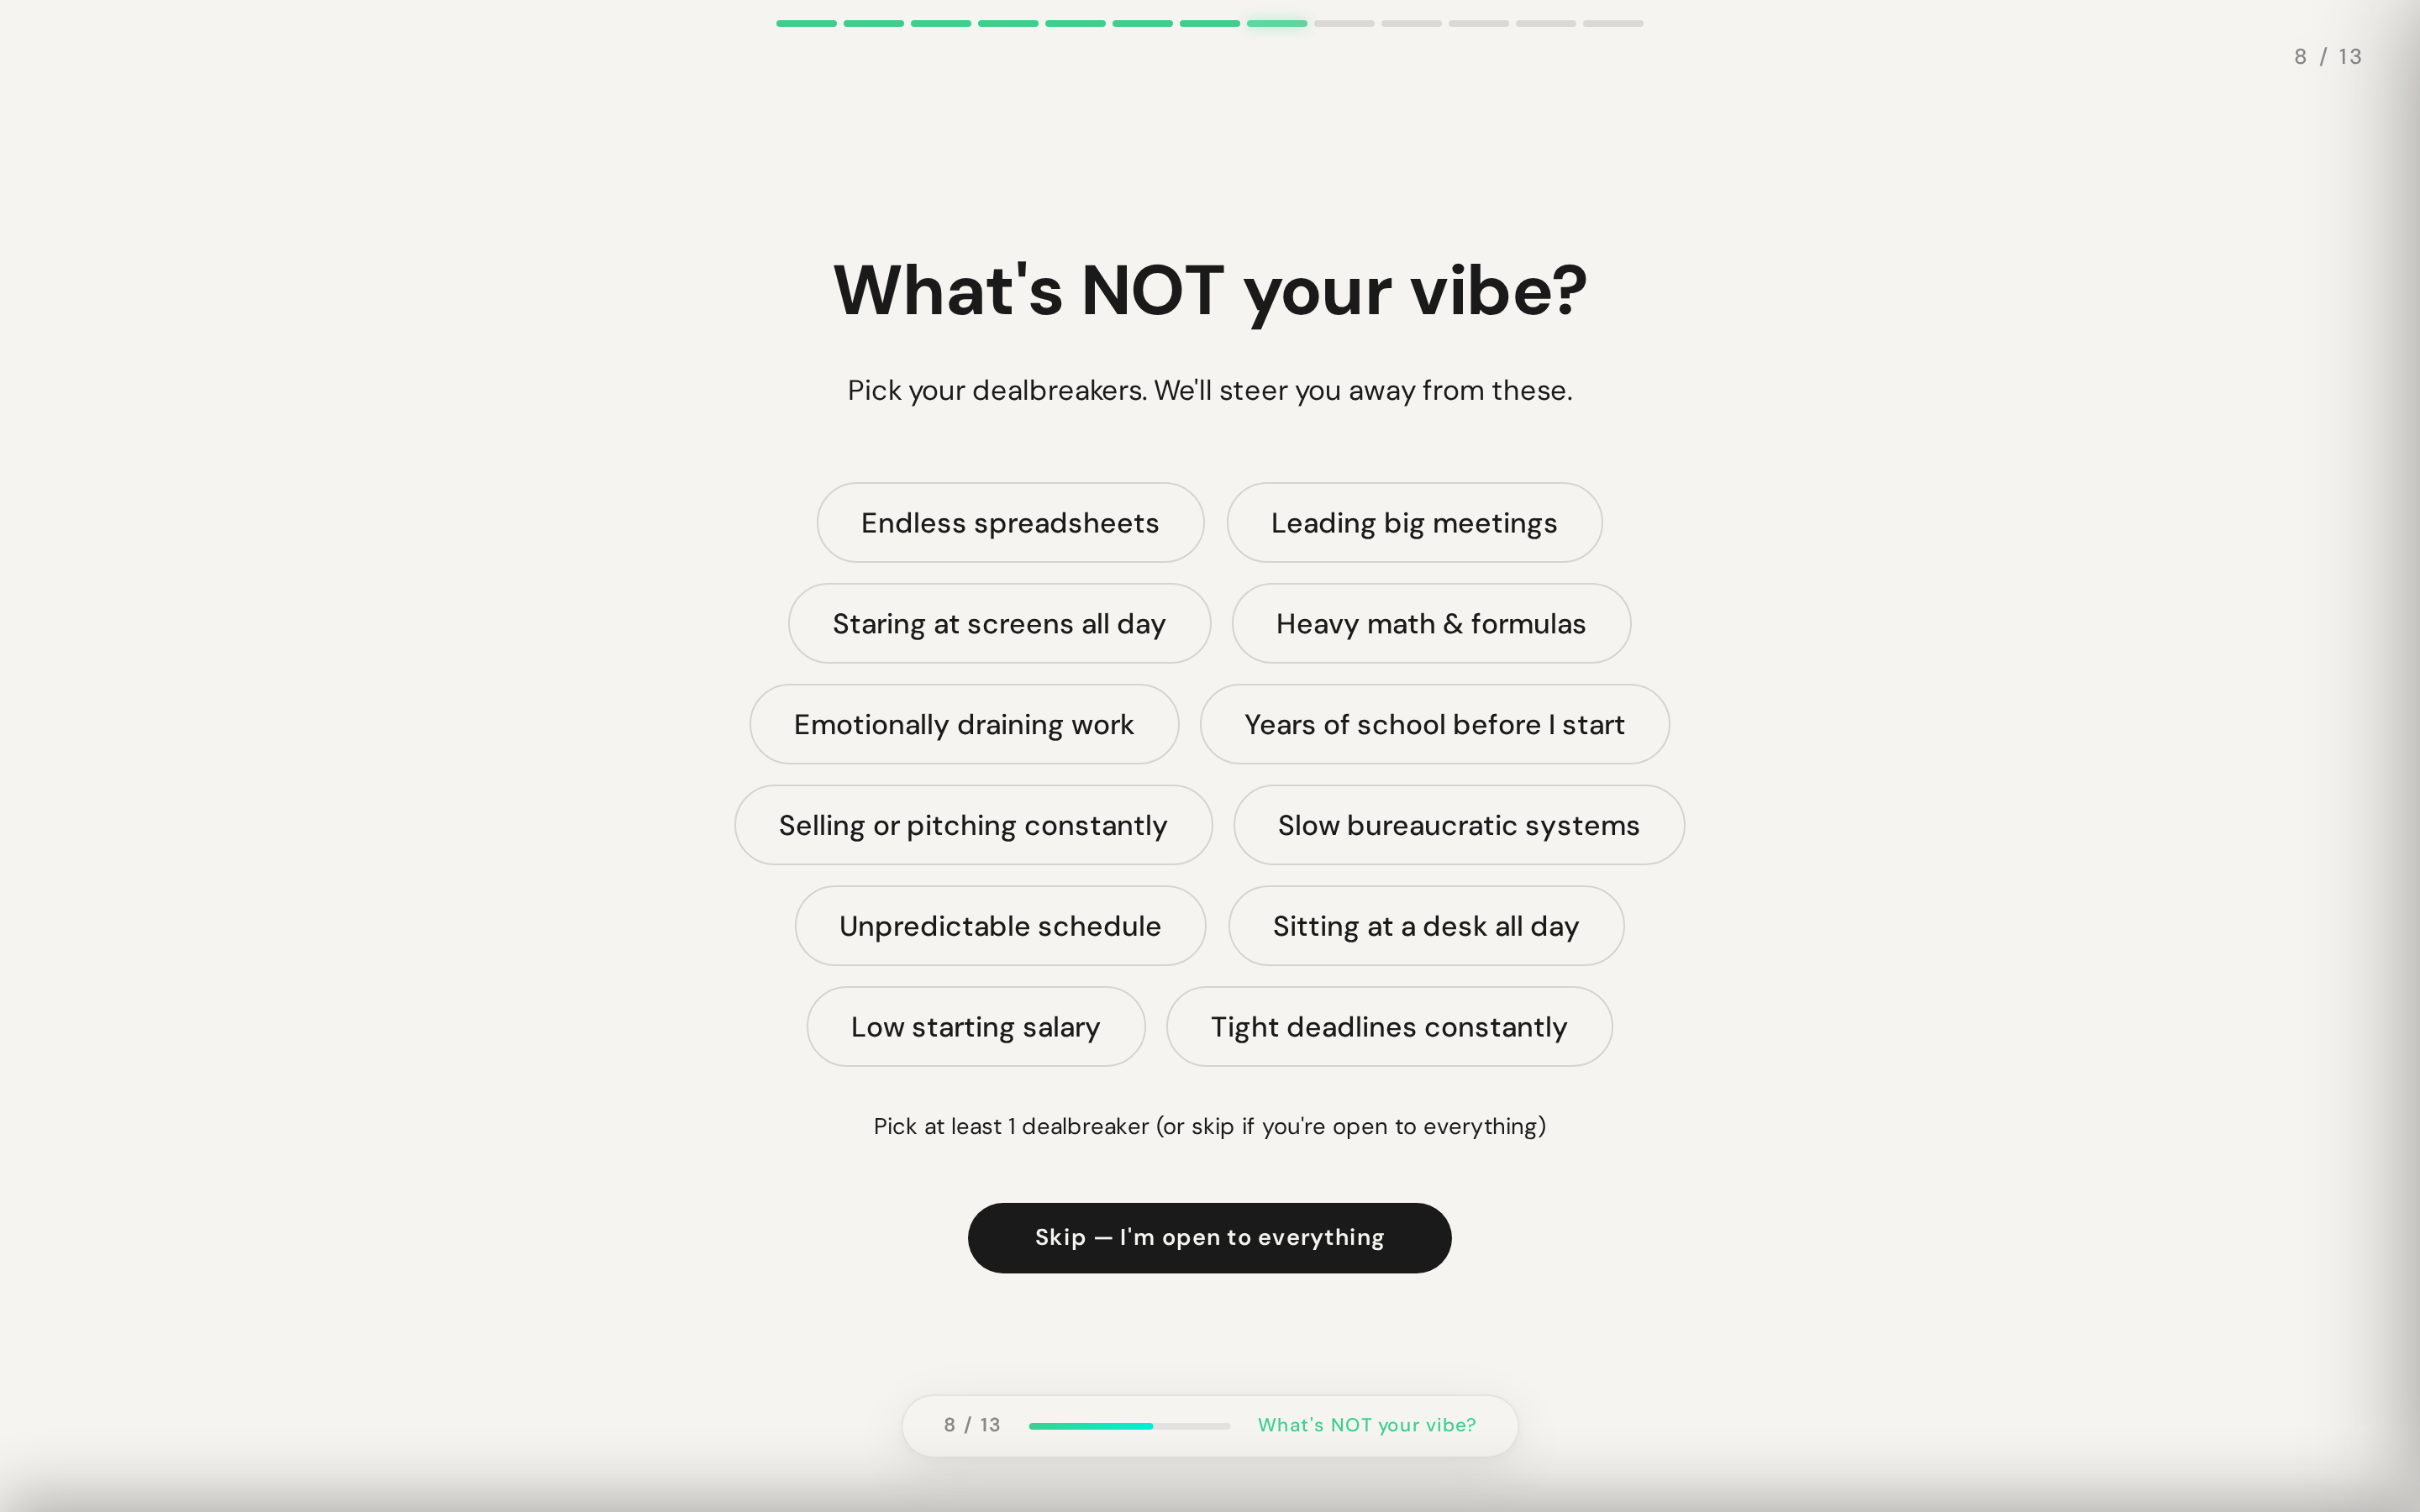 8 / 13
What's NOT your vibe?
Pick your dealbreakers. We'll steer you away from these.
Endless spreadsheets
Leading big meetings
Staring at screens all day
Heavy math & formulas
Emotionally draining work
Years of school before I start
Selling or pitching constantly
Slow bureaucratic systems
Unpredictable schedule
Sitting at a desk all day
Low starting salary
Tight deadlines constantly
Pick at least 1 dealbreaker (or skip if you're open to everything)
Skip — I'm open to everything
8 / 13
What's NOT your vibe?